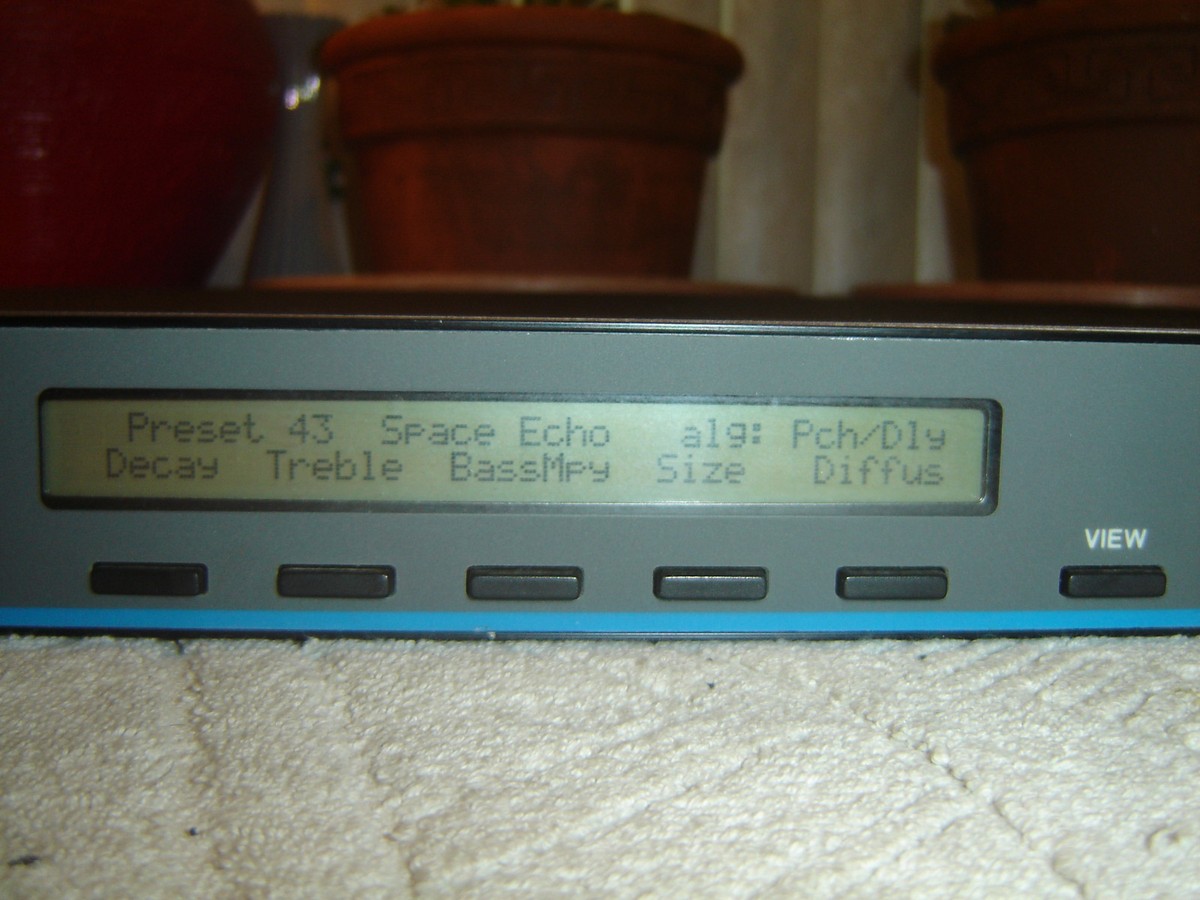 Preset 43 Space Echo alg: Pch/Dly
Decay Treble BassMpy Size Diffus
VIEW